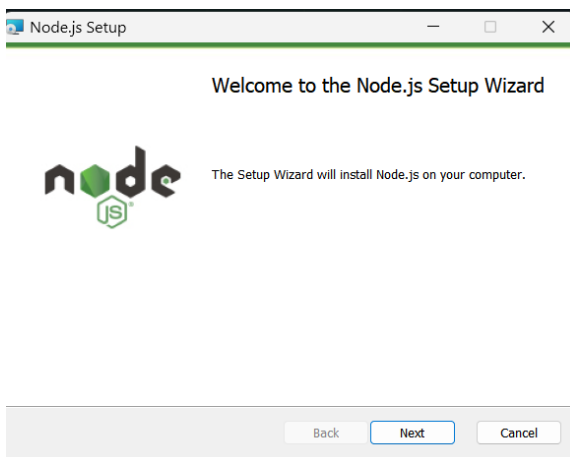 Node.js Setup
Welcome to the Node.js Setup Wizard
node
JS®
The Setup Wizard will install Node.js on your computer.
Back Next Cancel